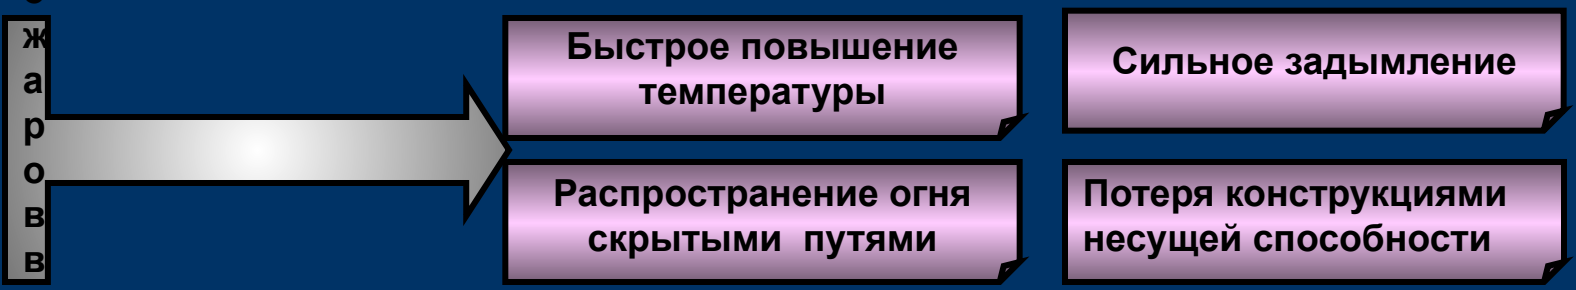 ж
а
р
о
в
в
Быстрое повышение
температуры
Сильное задымление
Распространение огня
скрытыми путями
Потеря конструкциями
несущей способности